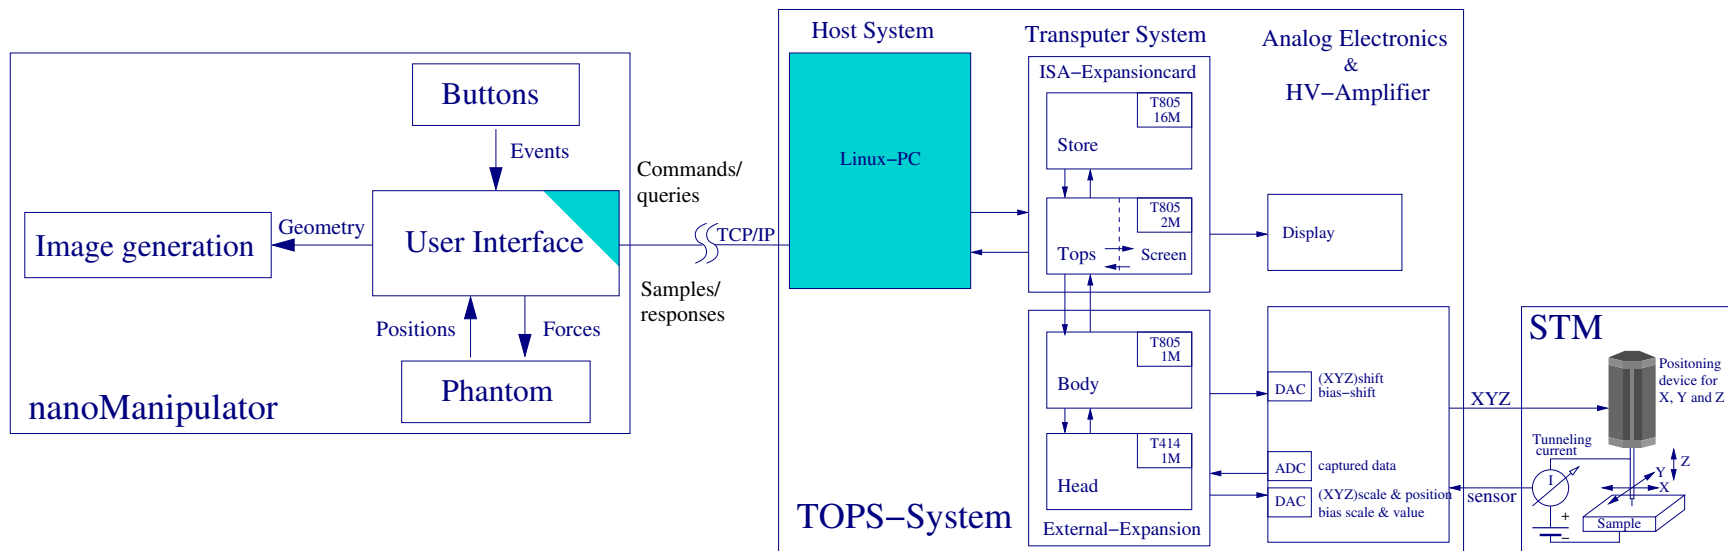 Buttons
Events
Image generation
Geometry
User Interface
Positions
Forces
Phantom
nanoManipulator
Commands/
queries
TCP/IP
Samples/
responses
Host System
Linux−PC
TOPS−System
Transputer System
ISA−Expansioncard
T805
16M
Store
T805
2M
Tops
Screen
T805
1M
Body
T414
1M
Head
External−Expansion
Analog Electronics
&
HV−Amplifier
Display
DAC
(XYZ)shift
bias−shift
ADC
captured data
DAC
(XYZ)scale & position
bias scale & value
XYZ
sensor
STM
Positoning
device for
X, Y and Z
Tunneling
current
I
Z
Y
X
+
−
Sample